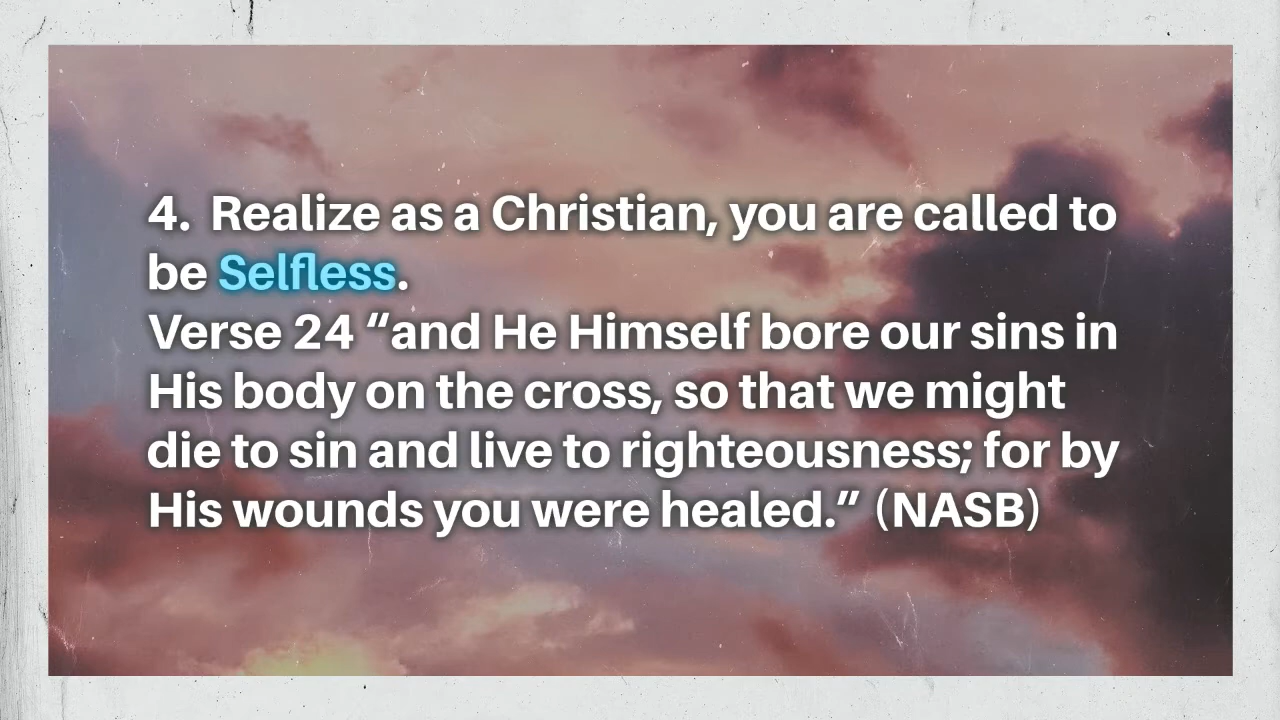 4.  Realize as a Christian, you are called to
be Selfless.
Verse 24 “and He Himself bore our sins in
His body on the cross, so that we might
die to sin and live to righteousness; for by
His wounds you were healed.” (NASB)